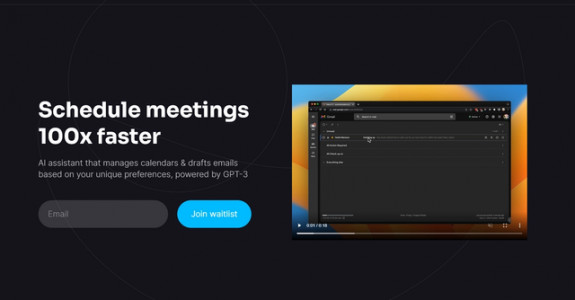 Schedule meetings
100x faster
AI assistant that manages calendars & drafts emails
based on your unique preferences, powered by GPT-3
Email
Join waitlist
0:01 / 0:18